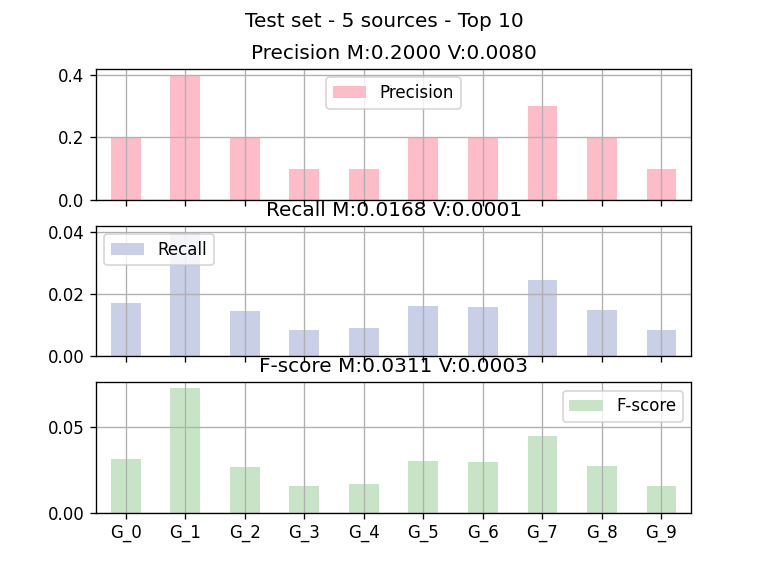 Test set - 5 sources - Top 10
Precision M:0.2000 V:0.0080
0.4
0.2
0.0
Precision
Recall M:0.0168 V:0.0001
0.04
0.02
0.00
Recall
F-score M:0.0311 V:0.0003
0.05
0.00
F-score
G_0 G_1 G_2 G_3 G_4 G_5 G_6 G_7 G_8 G_9